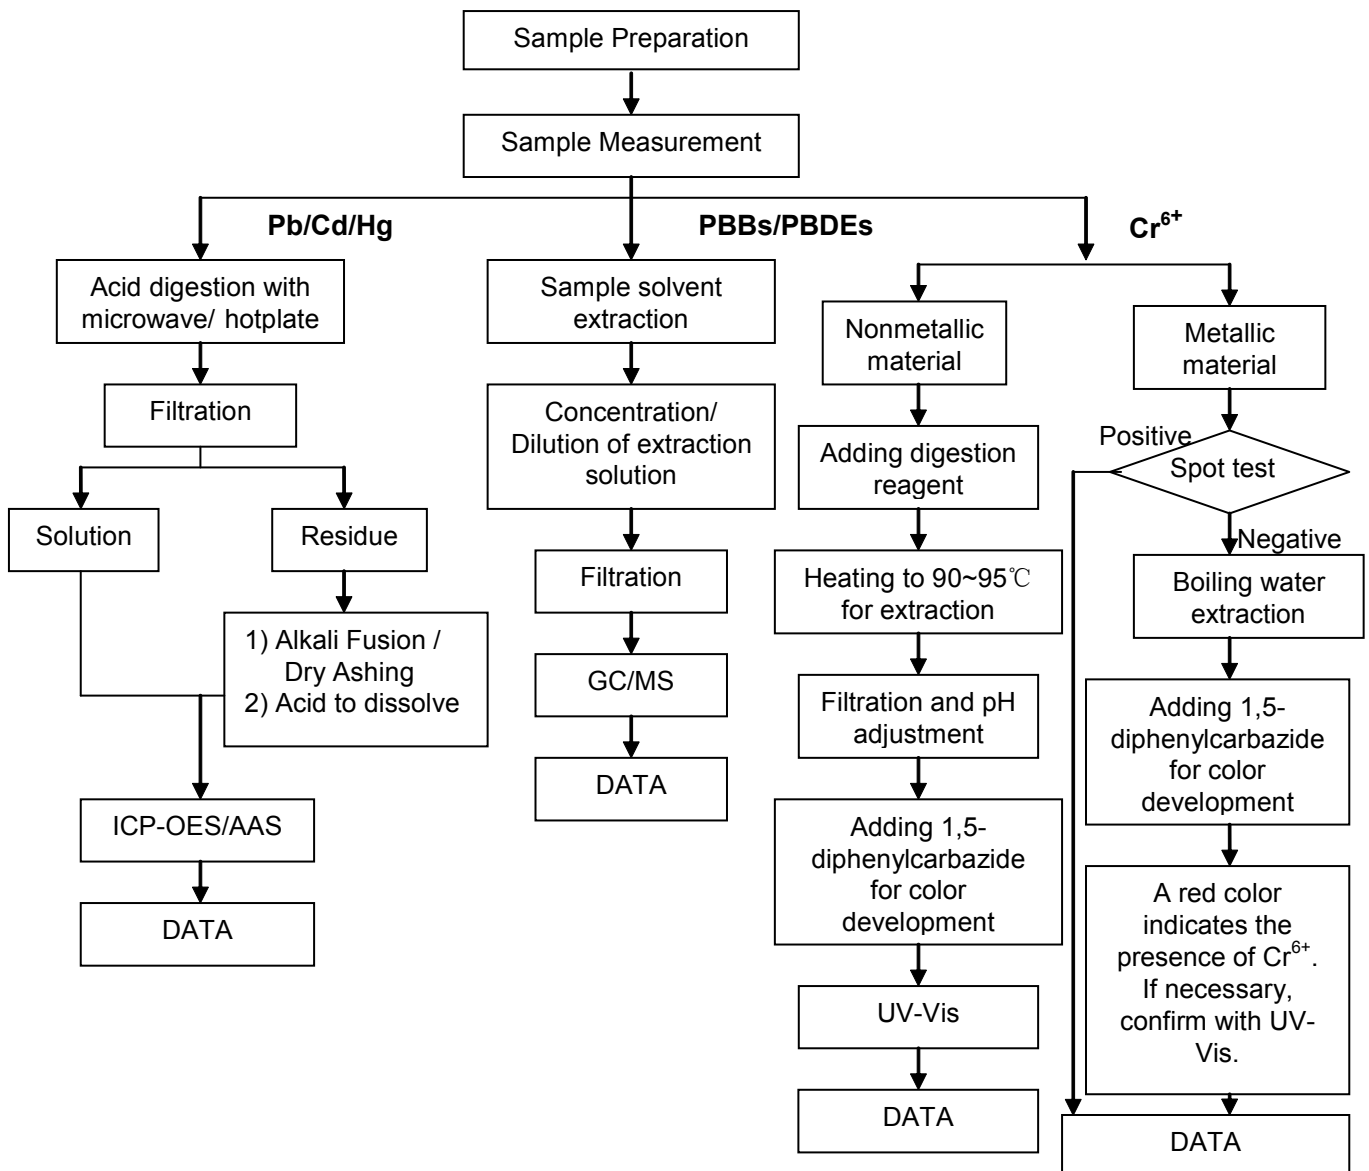 Sample Preparation
Sample Measurement
Pb/Cd/Hg
PBBs/PBDEs
Cr⁶⁺
Acid digestion with
microwave/ hotplate
Filtration
Solution
Residue
1) Alkali Fusion /
Dry Ashing
2) Acid to dissolve
ICP-OES/AAS
DATA
Sample solvent
extraction
Concentration/
Dilution of extraction
solution
Filtration
GC/MS
DATA
Nonmetallic
material
Adding digestion
reagent
Heating to 90~95℃
for extraction
Filtration and pH
adjustment
Adding 1,5-
diphenylcarbazide
for color
development
UV-Vis
DATA
Metallic
material
Positive
Spot test
Negative
Boiling water
extraction
Adding 1,5-
diphenylcarbazide
for color
development
A red color
indicates the
presence of Cr⁶⁺.
If necessary,
confirm with UV-
Vis.
DATA